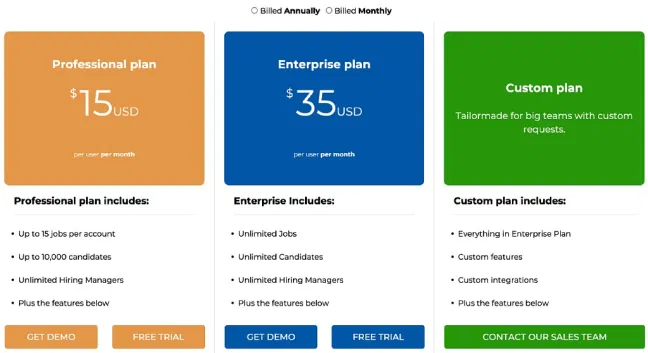 Billed Annually Billed Monthly
Professional plan
$15USD
per user per month
Professional plan includes:
• Up to 15 jobs per account
• Up to 10,000 candidates
• Unlimited Hiring Managers
• Plus the features below
GET DEMO
FREE TRIAL
Enterprise plan
$35USD
per user per month
Enterprise Includes:
• Unlimited Jobs
• Unlimited Candidates
• Unlimited Hiring Managers
• Plus the features below
GET DEMO
FREE TRIAL
Custom plan
Tailormade for big teams with custom
requests.
Custom plan includes:
• Everything in Enterprise Plan
• Custom features
• Custom integrations
• Plus the features below
CONTACT OUR SALES TEAM